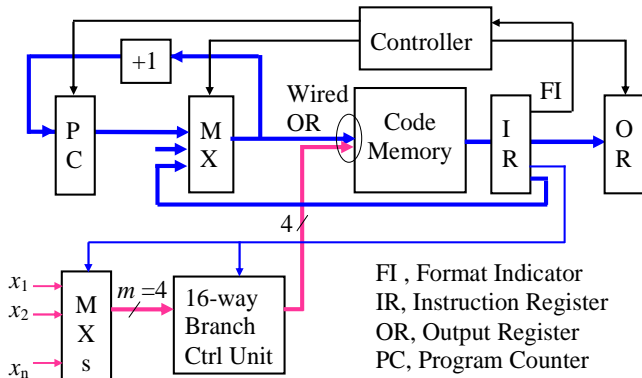 Controller
+1
FI
Wired
OR
P
C
M
X
Code
Memory
I
R
O
R
4
x1
x2
xn
M
X
s
m=4
16-way
Branch
Ctrl Unit
FI , Format Indicator
IR, Instruction Register
OR, Output Register
PC, Program Counter